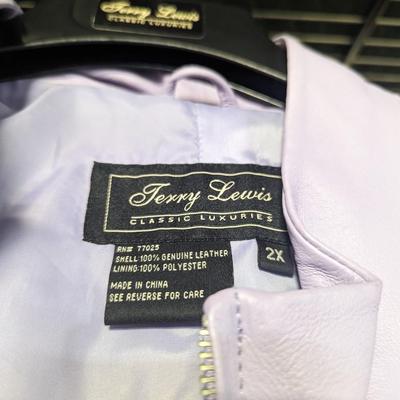 Terry Lewis
CLASSIC LUXURIES
Terry Lewis
CLASSIC LUXURIES
RN# 77025
SHELL:100% GENUINE LEATHER
LINING:100% POLYESTER
2X
MADE IN CHINA
SEE REVERSE FOR CARE